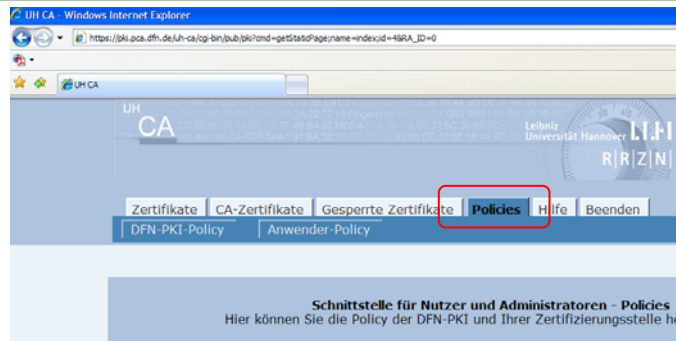 UH CA - Windows Internet Explorer
https://pki.pca.dfn.de/uh-ca/cgi-bin/pub/pki?cmd=getStaticPage;name=index;id=4&RA_ID=0
UH CA
UH
CA
Leibniz
Universität Hannover
R|R|Z|N
Zertifikate CA-Zertifikate Gesperrte Zertifikate Policies Hilfe Beenden
DFN-PKI-Policy Anwender-Policy
Schnittstelle für Nutzer und Administratoren - Policies
Hier können Sie die Policy der DFN-PKI und Ihrer Zertifizierungsstelle